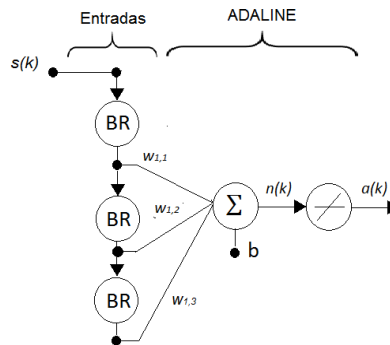 Entradas
ADALINE
s(k)
BR
w1,1
BR
w1,2
Σ
n(k)
a(k)
b
BR
w1,3